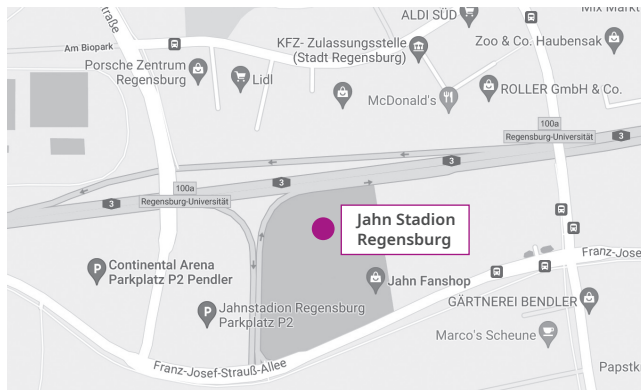 ALDI SÜD
Mix Markt
straße
Am Biopark
KFZ- Zulassungsstelle
(Stadt Regensburg)
Zoo & Co. Haubensak
Porsche Zentrum
Regensburg
Lidl
McDonald's
ROLLER GmbH & Co.
100a
Regensburg-Universität
3
3
3
100a
Regensburg-Universität
3
Jahn Stadion
Regensburg
Franz-Jose
P
Continental Arena
Parkplatz P2 Pendler
Jahn Fanshop
P
Jahnstadion Regensburg
Parkplatz P2
GÄRTNEREI BENDLER
Marco's Scheune
Franz-Josef-Strauß-Allee
Papstk